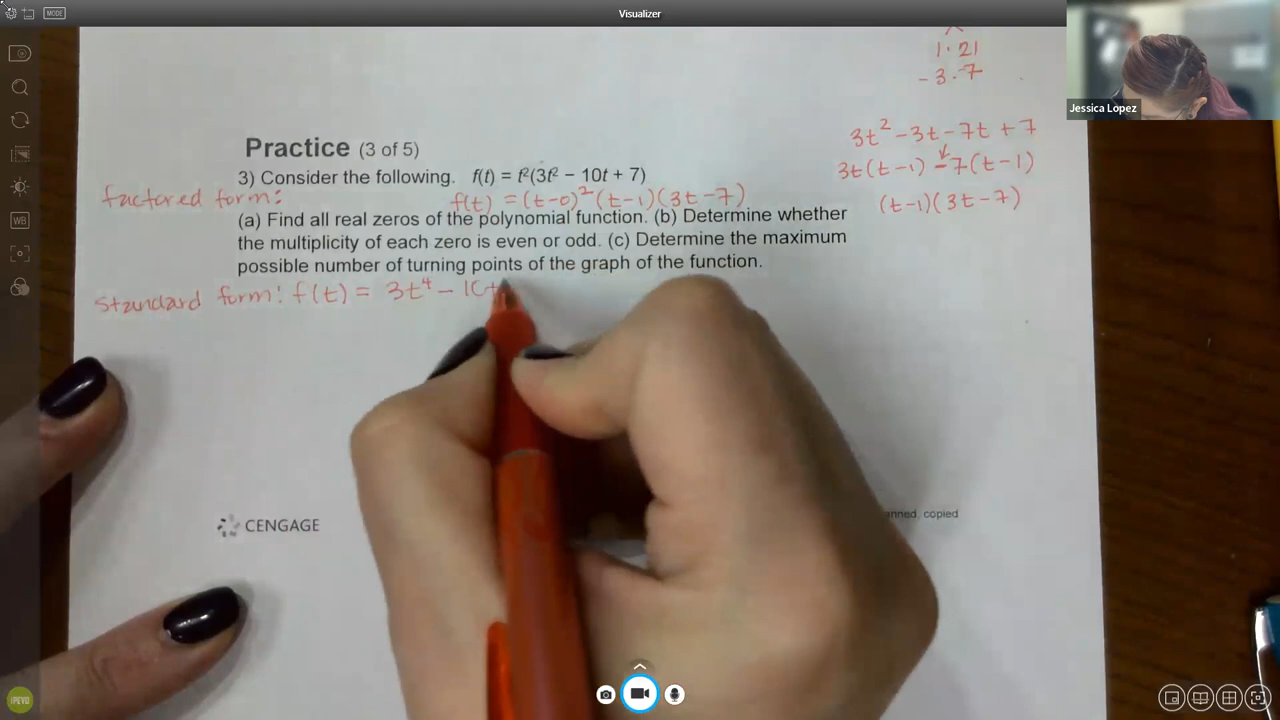 MODE
Visualizer
1·21
-3·7
Jessica Lopez
3t² - 3t - 7t + 7
3t(t-1) - 7(t-1)
(t-1)(3t-7)
Practice (3 of 5)
3) Consider the following. f(t) = t²(3t² − 10t + 7)
factored form: f(t) = (t-0)²(t-1)(3t-7)
(a) Find all real zeros of the polynomial function. (b) Determine whether
the multiplicity of each zero is even or odd. (c) Determine the maximum
possible number of turning points of the graph of the function.
standard form: f(t) = 3t⁴ - 10t
CENGAGE
copied
WB
iPEVO